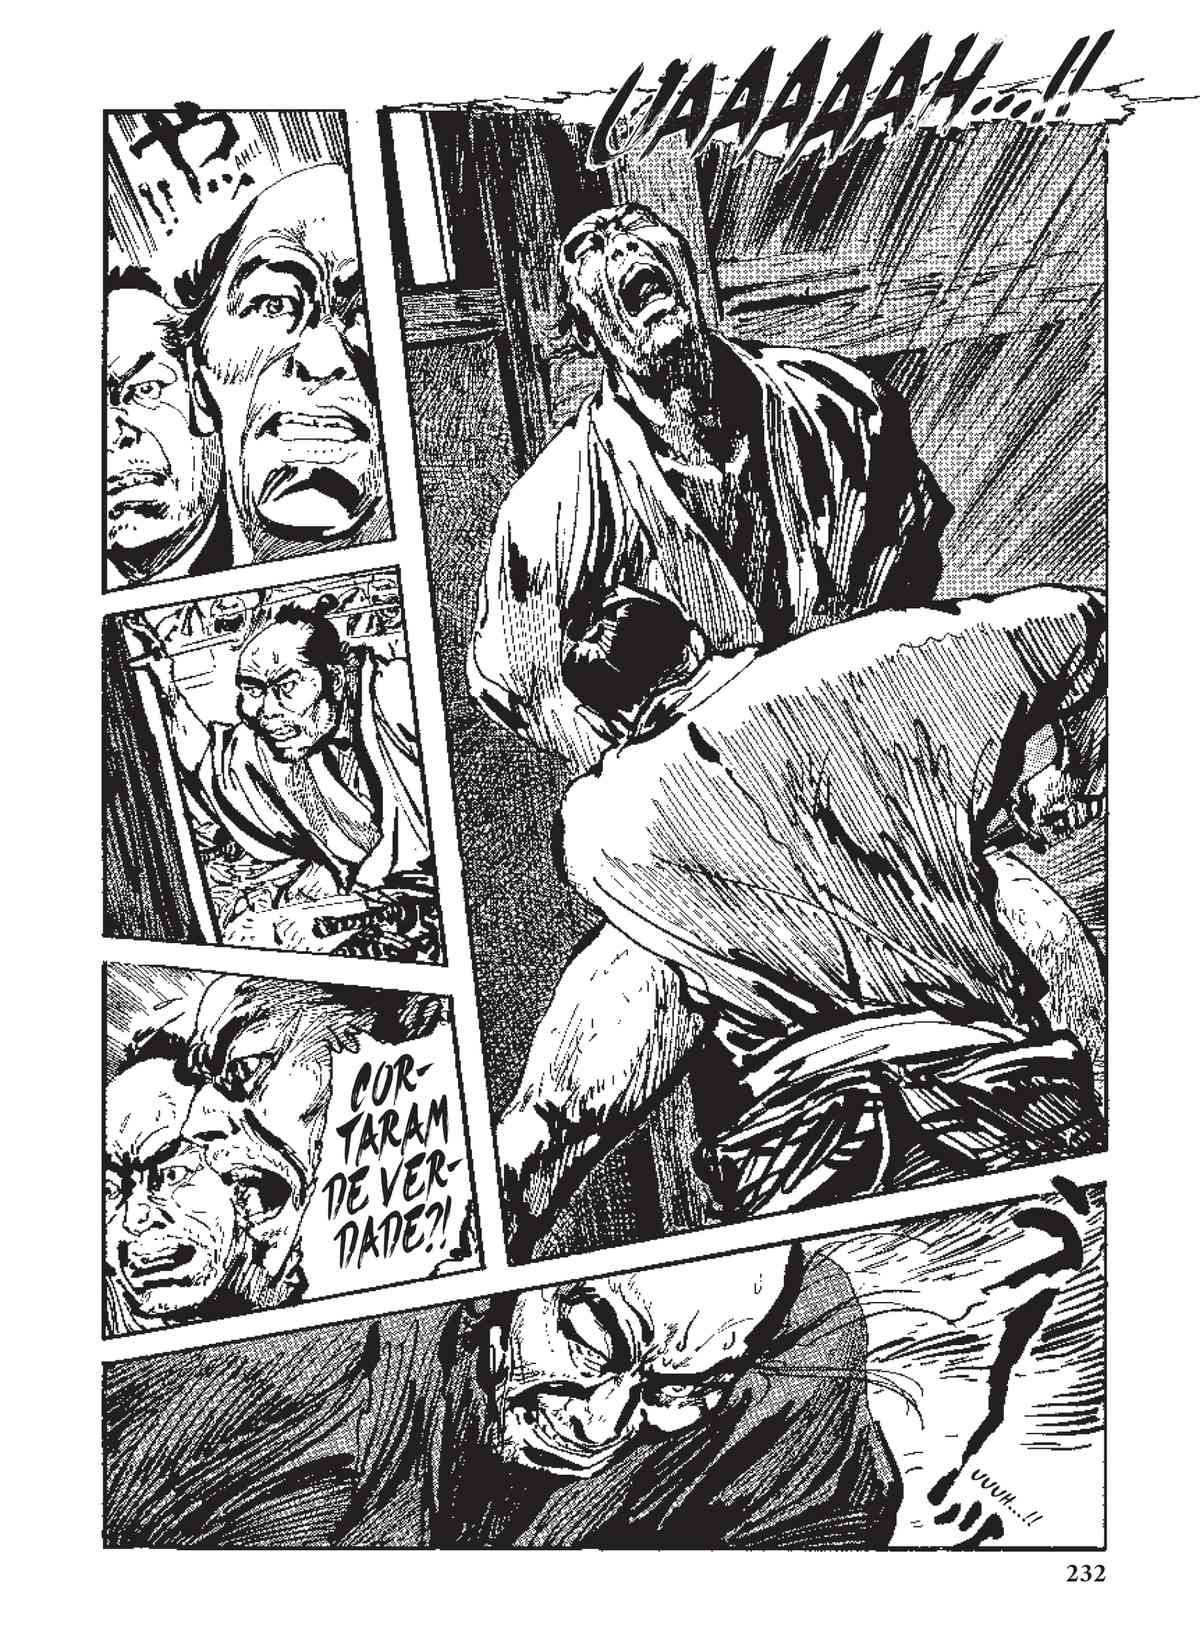 UAAAAAH...!!
や...!!
AH!!
COR-
TARAM
DE VER-
DADE?!
UUUH...!!
232